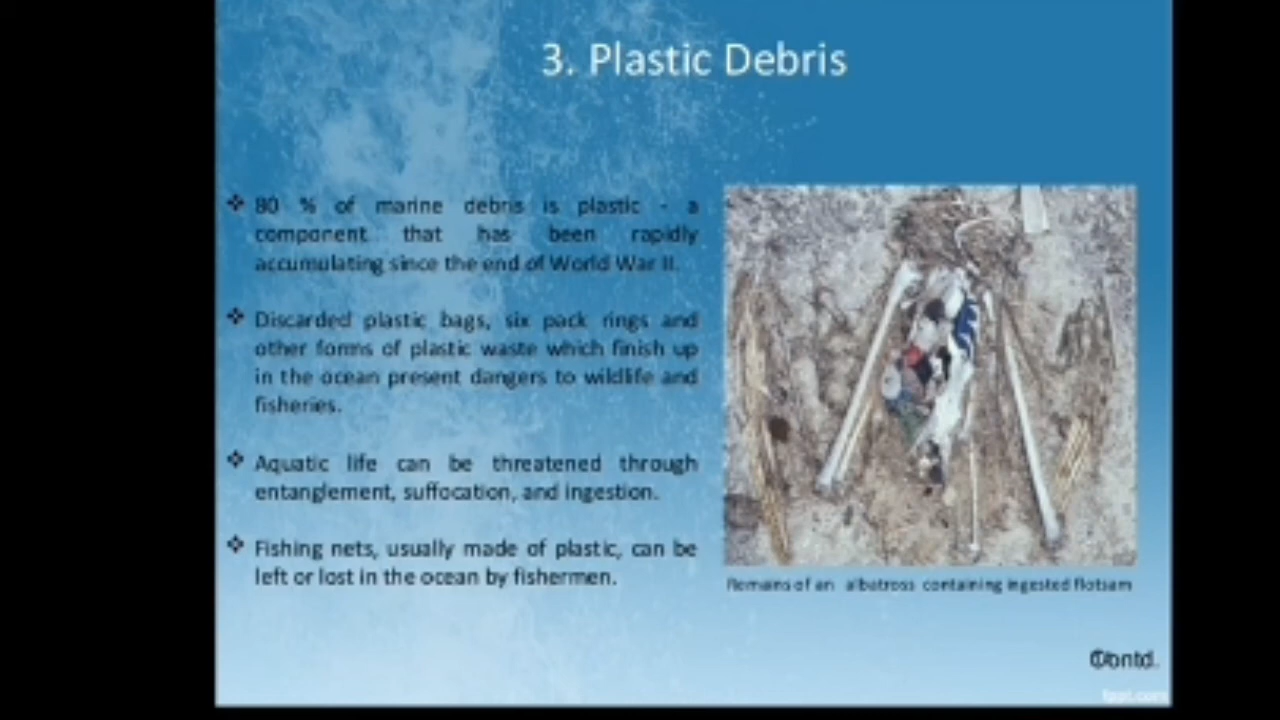 3. Plastic Debris
❖ 80 % of marine debris is plastic - a
component that has been rapidly
accumulating since the end of World War II.
❖ Discarded plastic bags, six pack rings and
other forms of plastic waste which finish up
in the ocean present dangers to wildlife and
fisheries.
❖ Aquatic life can be threatened through
entanglement, suffocation, and ingestion.
❖ Fishing nets, usually made of plastic, can be
left or lost in the ocean by fishermen.
Remains of an albatross containing ingested flotsam
Contd.
fppt.com